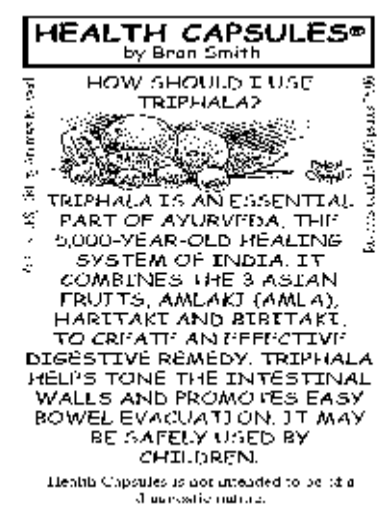 HEALTH CAPSULES®
by Bron Smith
HOW SHOULD I USE
TRIPHALA?
TRIPHALA IS AN ESSENTIAL
PART OF AYURVEDA, THE
5,000-YEAR-OLD HEALING
SYSTEM OF INDIA. IT
COMBINES THE 3 ASIAN
FRUITS, AMLAKI (AMLA),
HARITAKI AND BIBITAKI,
TO CREATE AN EFFECTIVE
DIGESTIVE REMEDY. TRIPHALA
HELPS TONE THE INTESTINAL
WALLS AND PROMOTES EASY
BOWEL EVACUATION. IT MAY
BE SAFELY USED BY
CHILDREN.
Health Capsules is not intended to be of a
diagnostic nature.